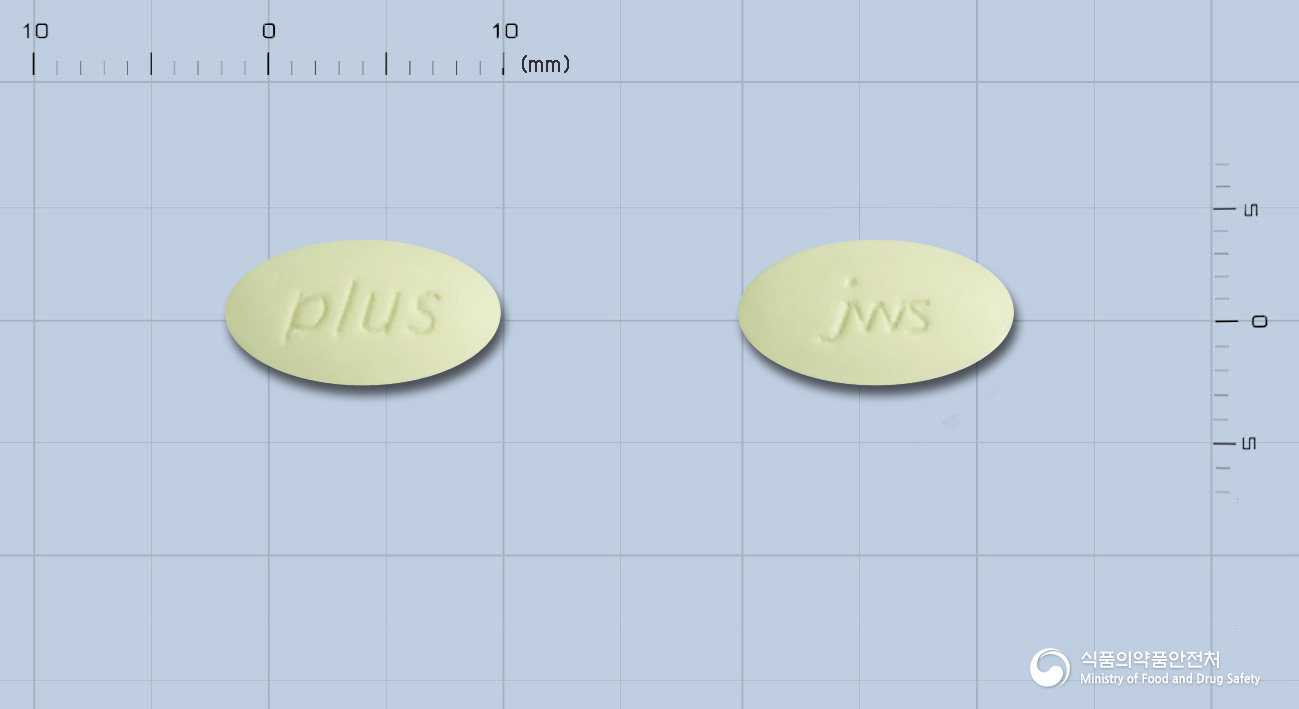 10 0 10
(mm)
plus
jws
5
0
5
식품의약품안전처
Ministry of Food and Drug Safety